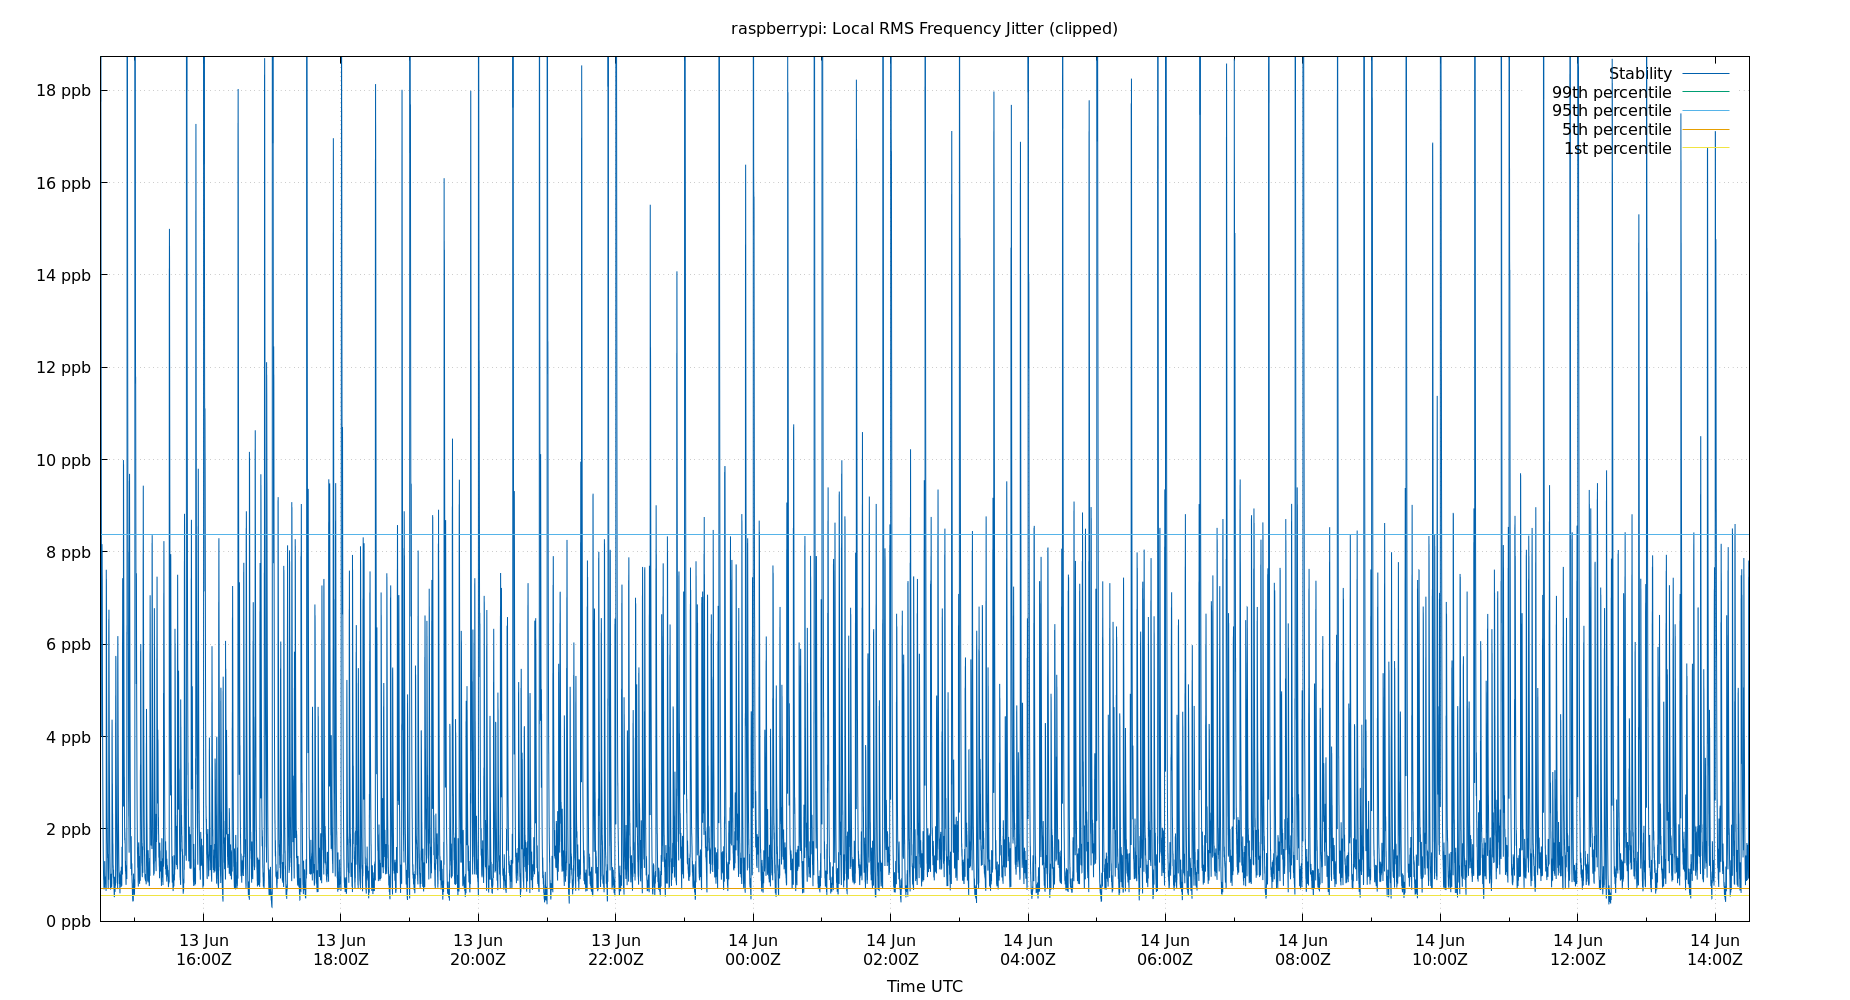 raspberrypi: Local RMS Frequency Jitter (clipped)
Stability
99th percentile
95th percentile
5th percentile
1st percentile
18 ppb
16 ppb
14 ppb
12 ppb
10 ppb
8 ppb
6 ppb
4 ppb
2 ppb
0 ppb
13 Jun 13 Jun 13 Jun 13 Jun 14 Jun 14 Jun 14 Jun 14 Jun 14 Jun 14 Jun 14 Jun 14 Jun
16:00Z 18:00Z 20:00Z 22:00Z 00:00Z 02:00Z 04:00Z 06:00Z 08:00Z 10:00Z 12:00Z 14:00Z
Time UTC